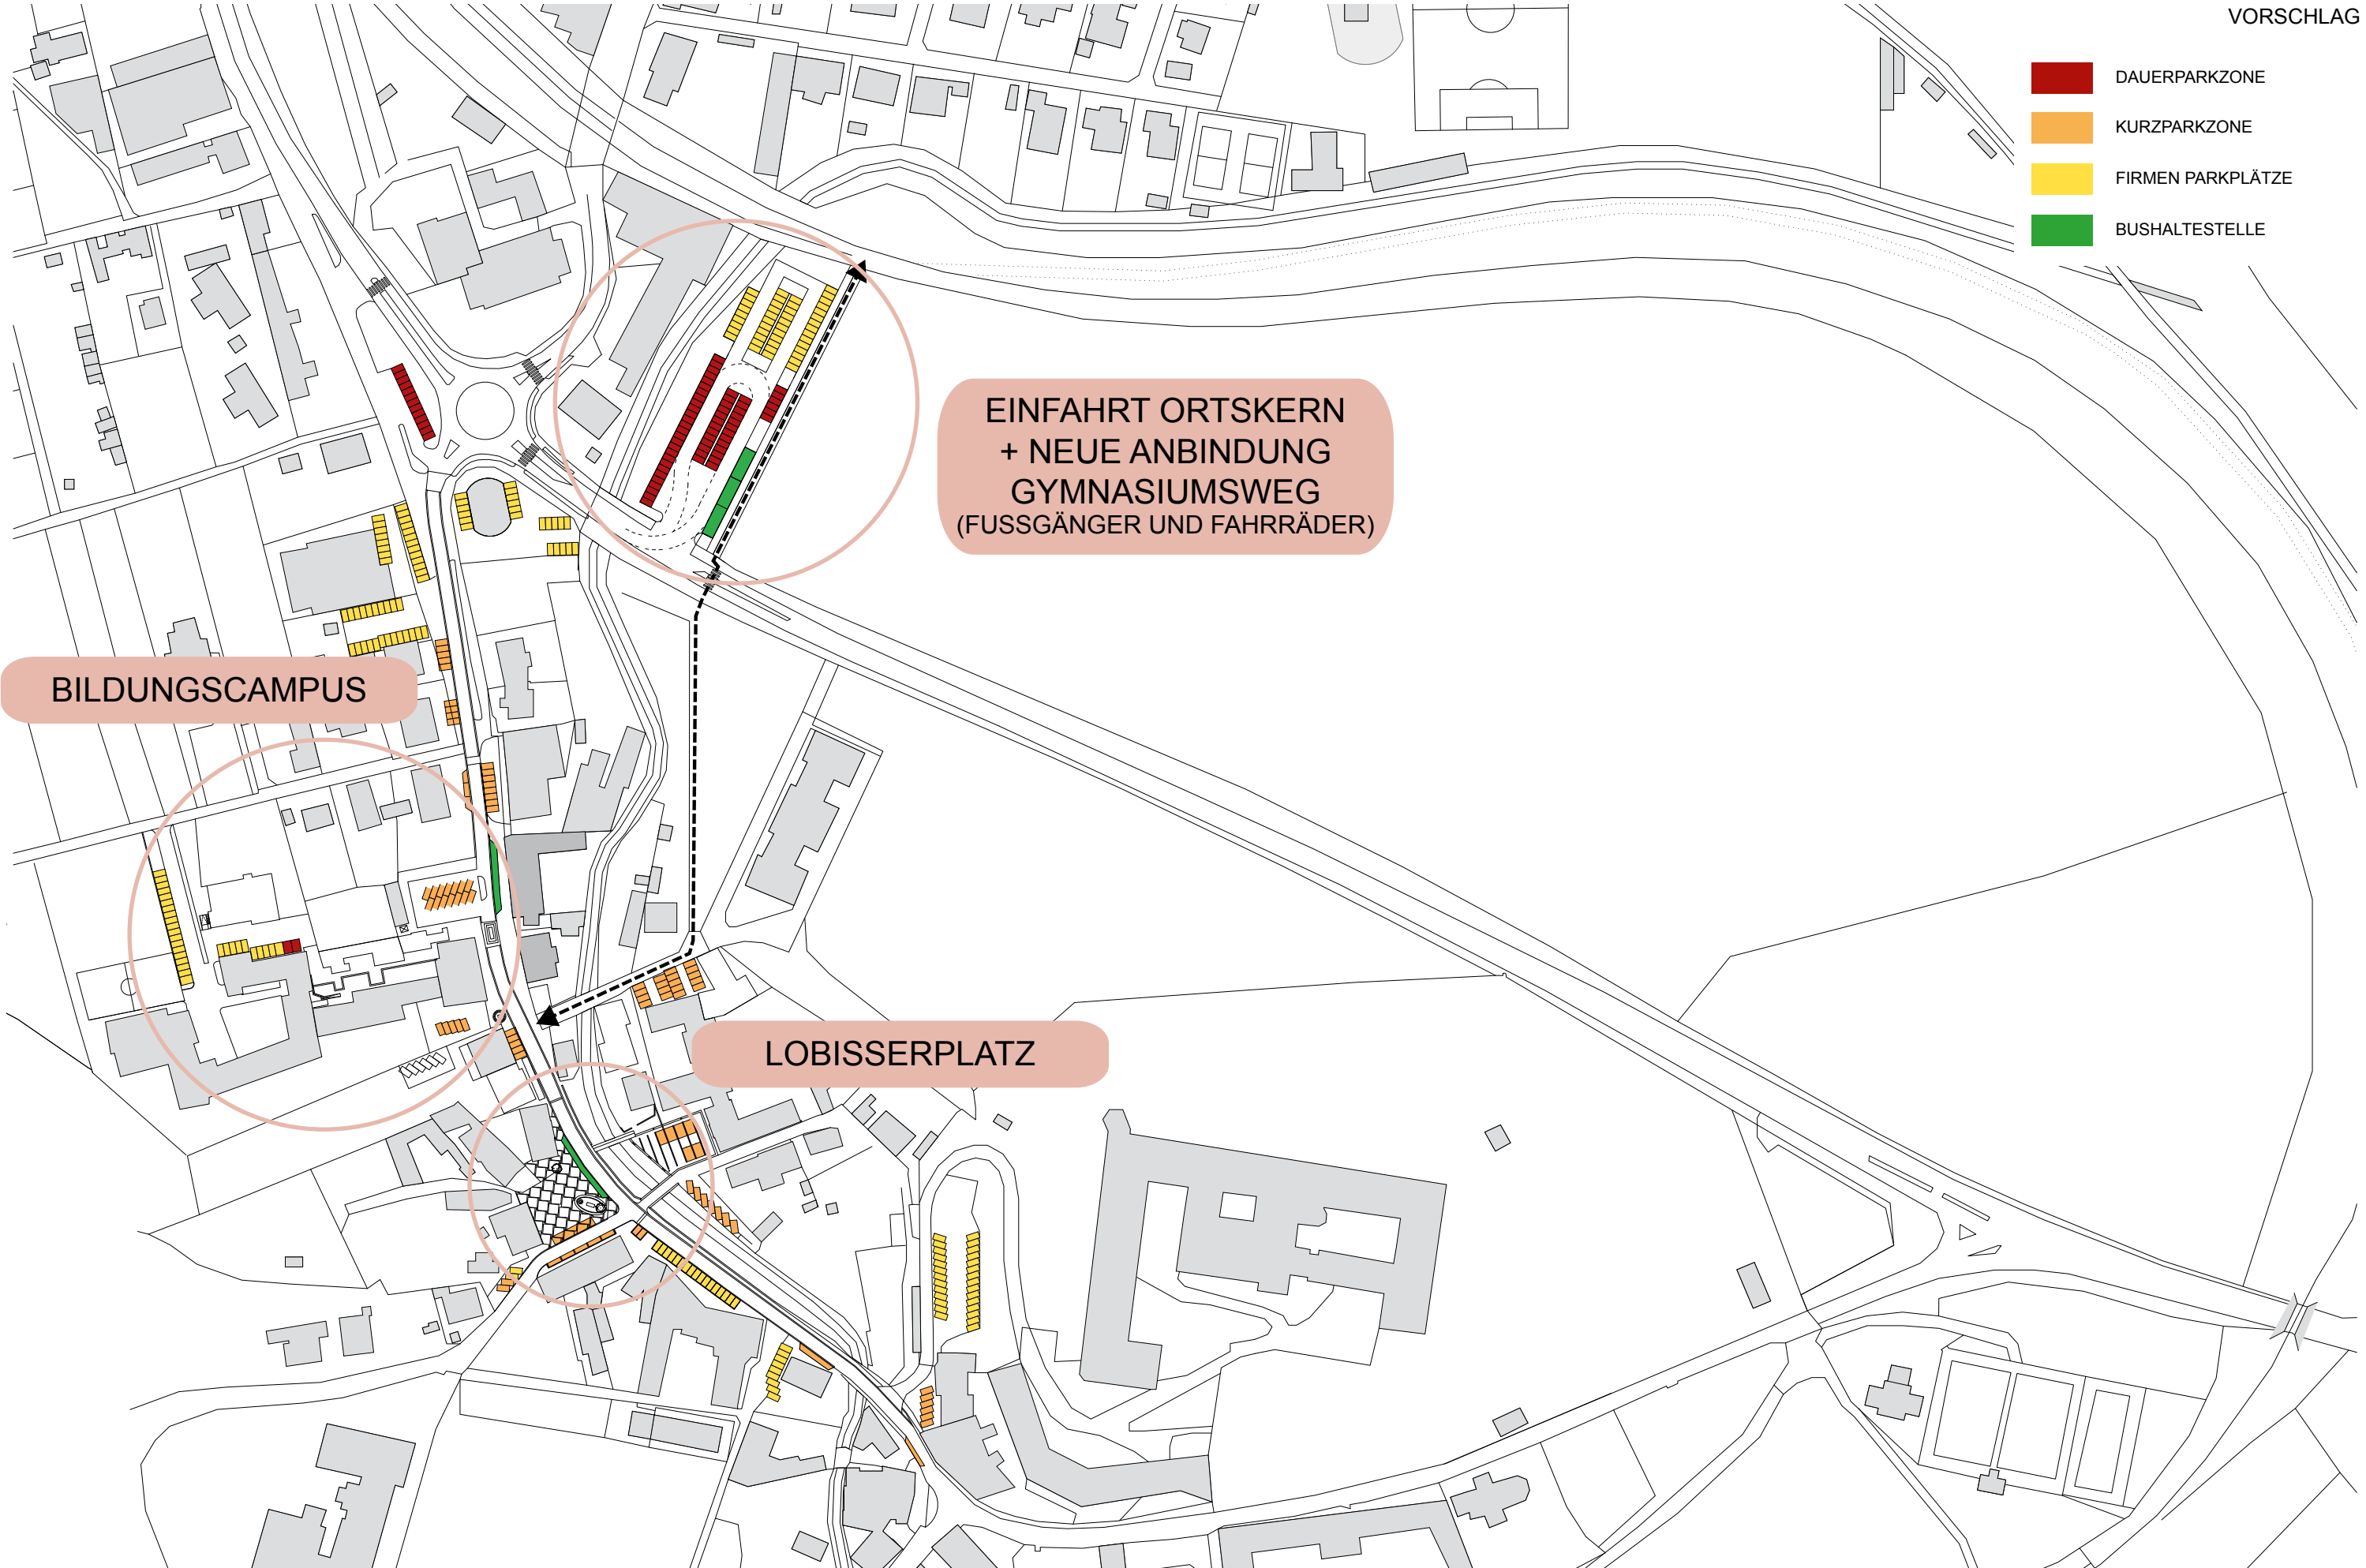 VORSCHLAG
DAUERPARKZONE
KURZPARKZONE
FIRMEN PARKPLÄTZE
BUSHALTESTELLE
EINFAHRT ORTSKERN
+ NEUE ANBINDUNG
GYMNASIUMSWEG
(FUSSGÄNGER UND FAHRRÄDER)
BILDUNGSCAMPUS
LOBISSERPLATZ